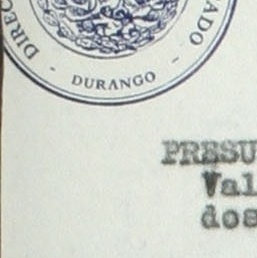 DIREC
ADO
- DURANGO -
PRESU
Val
dos